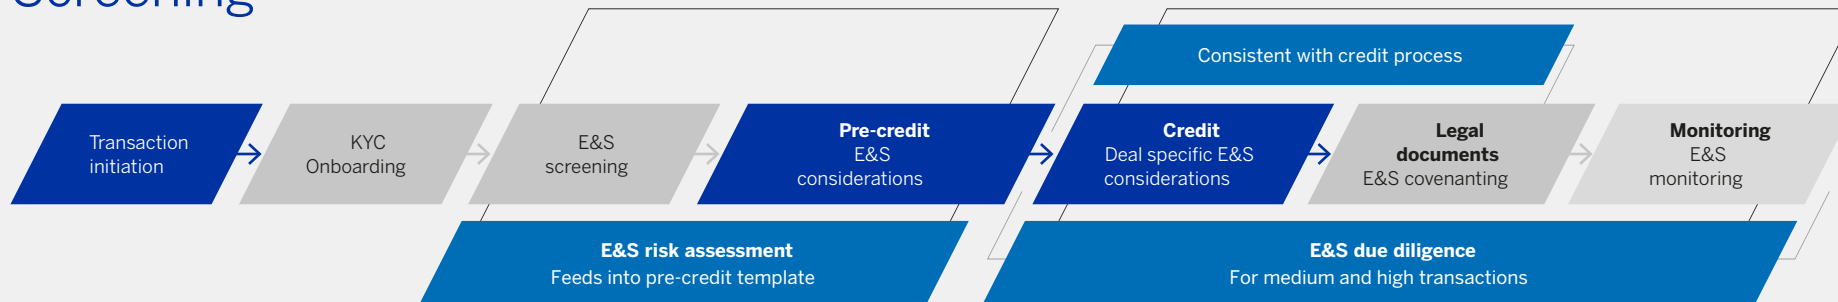 Screening
Consistent with credit process
Transaction
initiation
KYC
Onboarding
E&S
screening
Pre-credit
E&S
considerations
Credit
Deal specific E&S
considerations
Legal
documents
E&S covenanting
Monitoring
E&S
monitoring
E&S risk assessment
Feeds into pre-credit template
E&S due diligence
For medium and high transactions